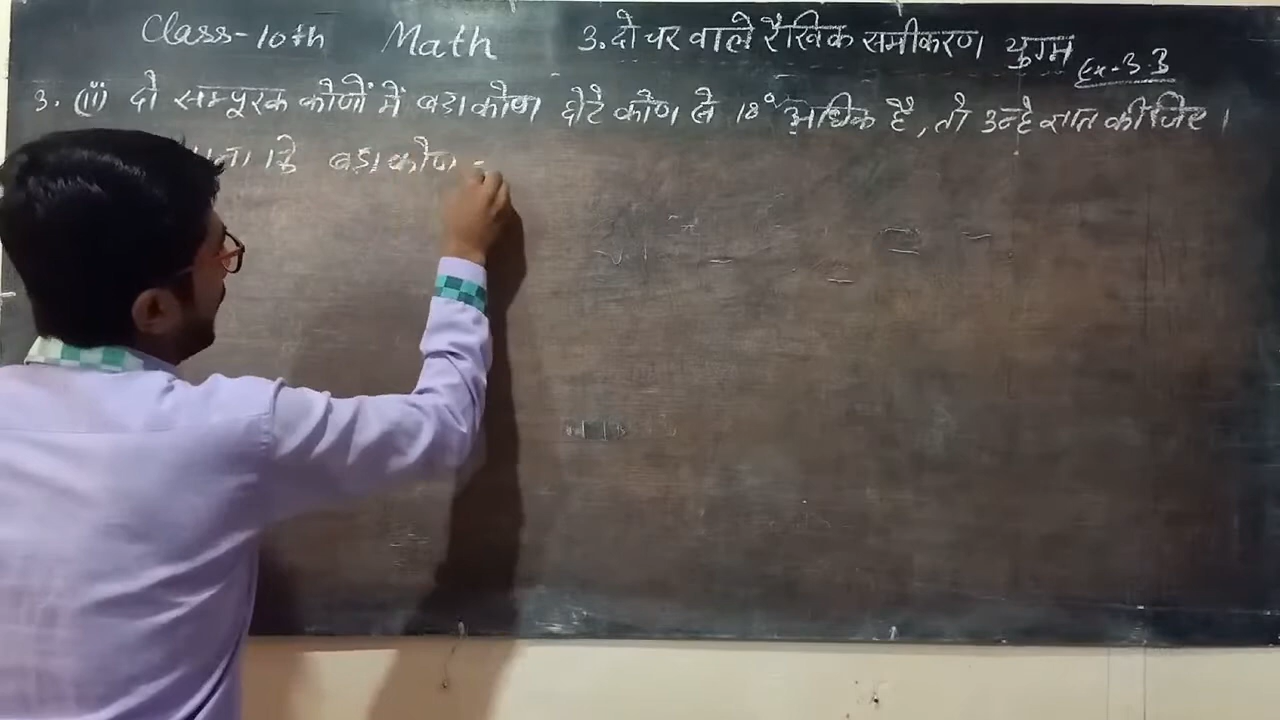 Class-10th Math 3. दो चर वाले रैखिक समीकरण युग्म Ex-3.3
3. (ii) दो सम्पूरक कोणों में बड़ा कोण छोटे कोण से 18° अधिक है, तो उन्हे ज्ञात कीजिए।
माना कि बड़ा कोण =